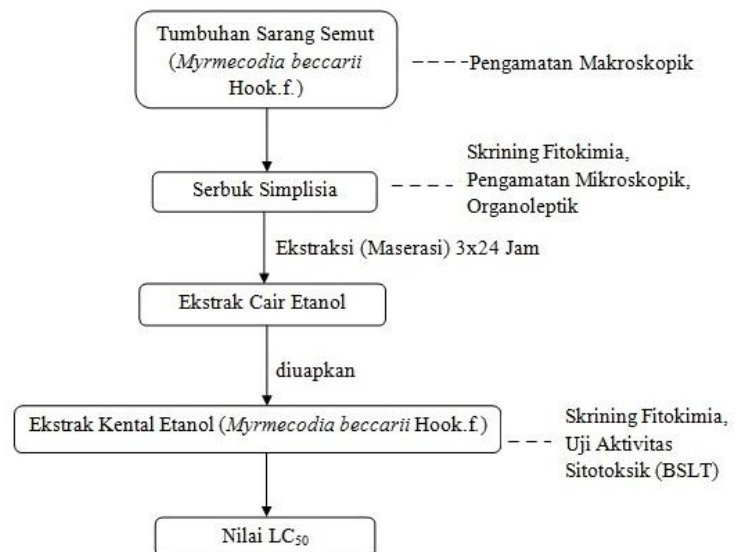 Tumbuhan Sarang Semut
(Myrmecodia beccarii
Hook.f.)
Pengamatan Makroskopik
Serbuk Simplisia
Skrining Fitokimia,
Pengamatan Mikroskopik,
Organoleptik
Ekstraksi (Maserasi) 3x24 Jam
Ekstrak Cair Etanol
diuapkan
Ekstrak Kental Etanol (Myrmecodia beccarii Hook.f.)
Skrining Fitokimia,
Uji Aktivitas
Sitotoksik (BSLT)
Nilai LC₅₀